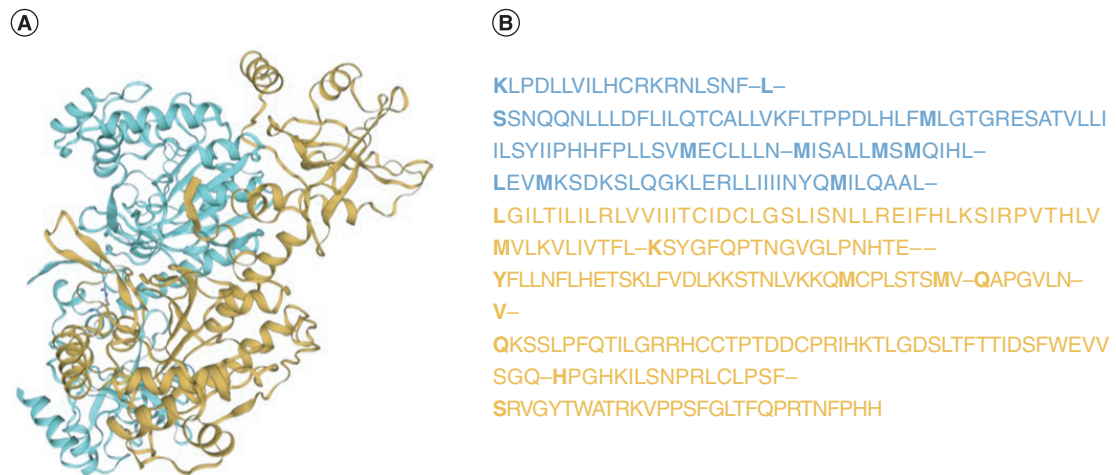 A
B
KLPDLLVILHCRKRNLSNF–L–
SSNQQNLLLDFLILQTCALLVKFLTPPDLHLFMLGTGRESATVLLI
ILSYIIPHHFPLLSVMECLLLN–MISALLMSMQIHL–
LEVMKSDKSLQGKLERLLIIIINYQMILQAAL–
LGILTILILRLVVIIITCIDCLGSLISNLLREIFHLKSIRPVTHLV
MVLKVLIVTFL–KSYGFQPTNGVGLPNHTE––
YFLLNFLHETSKLFVDLKKSTNLVKKQMCPLSTSMV–QAPGVLN–
V–
QKSSLPFQTILGRRHCCTPTDDCPRIHKTLGDSLTFTTIDSFWEVV
SGQ–HPGHKILSNPRLCLPSF–
SRVGYTWATRKVPPSFGLTFQPRTNFPHH